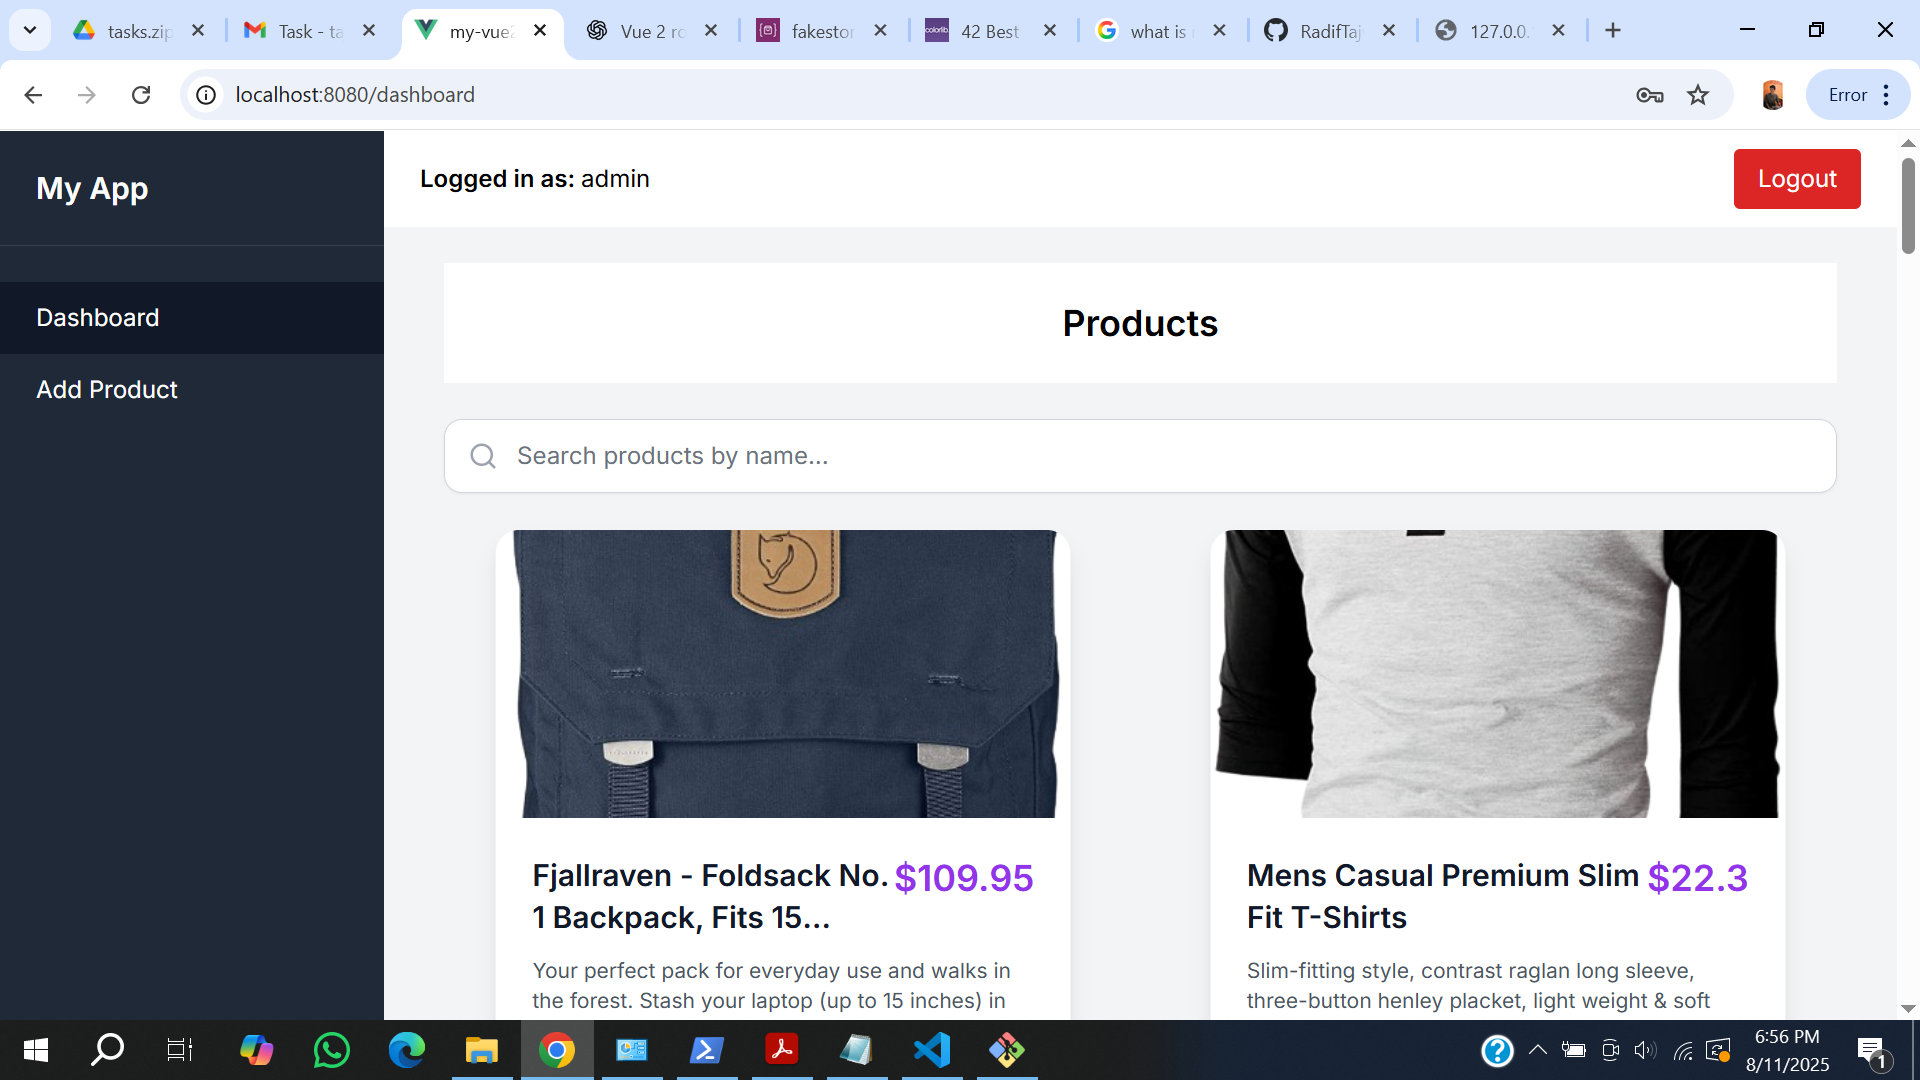 tasks.zip
Task - ta
my-vue2
Vue 2 ro
fakestor
42 Best
what is
RadifTaj
127.0.0.
localhost:8080/dashboard
Error
My App
Logged in as: admin
Logout
Dashboard
Add Product
Products
Search products by name...
Fjallraven - Foldsack No. $109.95
1 Backpack, Fits 15...
Your perfect pack for everyday use and walks in
the forest. Stash your laptop (up to 15 inches) in
Mens Casual Premium Slim $22.3
Fit T-Shirts
Slim-fitting style, contrast raglan long sleeve,
three-button henley placket, light weight & soft
6:56 PM
8/11/2025
1